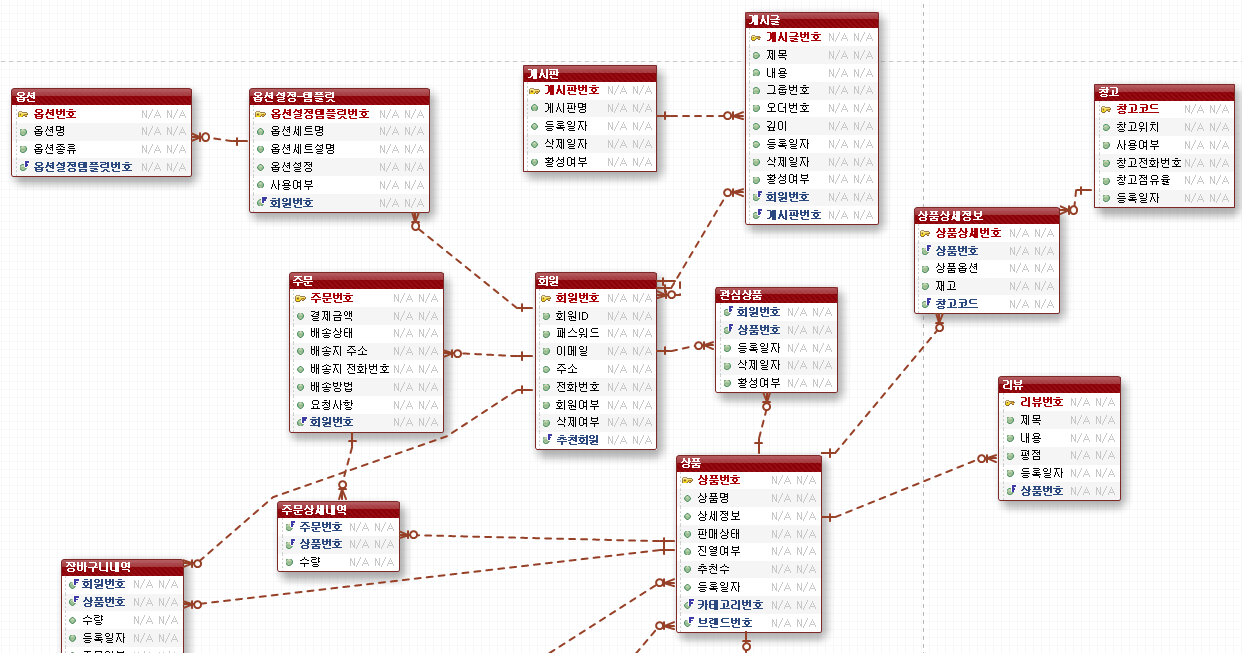 옵션
옵션번호 N/A N/A
옵션명 N/A N/A
옵션종류 N/A N/A
옵션설정템플릿번호 N/A N/A
옵션설정-템플릿
옵션설정템플릿번호 N/A N/A
옵션세트명 N/A N/A
옵션세트설명 N/A N/A
옵션설정 N/A N/A
사용여부 N/A N/A
회원번호 N/A N/A
게시판
게시판번호 N/A N/A
게시판명 N/A N/A
등록일자 N/A N/A
삭제일자 N/A N/A
활성여부 N/A N/A
게시글
게시글번호 N/A N/A
제목 N/A N/A
내용 N/A N/A
그룹번호 N/A N/A
오더번호 N/A N/A
깊이 N/A N/A
등록일자 N/A N/A
삭제일자 N/A N/A
활성여부 N/A N/A
회원번호 N/A N/A
게시판번호 N/A N/A
창고
창고코드 N/A N/A
창고위치 N/A N/A
사용여부 N/A N/A
창고전화번호 N/A N/A
창고점유율 N/A N/A
등록일자 N/A N/A
상품상세정보
상품상세번호 N/A N/A
상품번호 N/A N/A
상품옵션 N/A N/A
재고 N/A N/A
창고코드 N/A N/A
주문
주문번호 N/A N/A
결제금액 N/A N/A
배송상태 N/A N/A
배송지 주소 N/A N/A
배송지 전화번호 N/A N/A
배송방법 N/A N/A
요청사항 N/A N/A
회원번호 N/A N/A
회원
회원번호 N/A N/A
회원ID N/A N/A
패스워드 N/A N/A
이메일 N/A N/A
주소 N/A N/A
전화번호 N/A N/A
회원여부 N/A N/A
삭제여부 N/A N/A
추천회원 N/A N/A
관심상품
회원번호 N/A N/A
상품번호 N/A N/A
등록일자 N/A N/A
삭제일자 N/A N/A
활성여부 N/A N/A
리뷰
리뷰번호 N/A N/A
제목 N/A N/A
내용 N/A N/A
평점 N/A N/A
등록일자 N/A N/A
상품번호 N/A N/A
상품
상품번호 N/A N/A
상품명 N/A N/A
상세정보 N/A N/A
판매상태 N/A N/A
진열여부 N/A N/A
추천수 N/A N/A
등록일자 N/A N/A
카테고리번호 N/A N/A
브랜드번호 N/A N/A
주문상세내역
주문번호 N/A N/A
상품번호 N/A N/A
수량 N/A N/A
장바구니내역
회원번호 N/A N/A
상품번호 N/A N/A
수량 N/A N/A
등록일자 N/A N/A